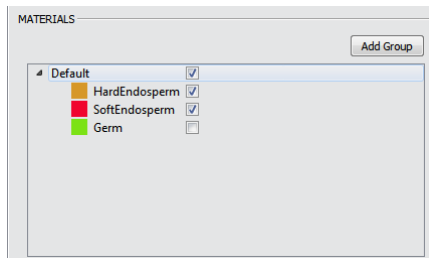 MATERIALS
Add Group
Default
HardEndosperm
SoftEndosperm
Germ